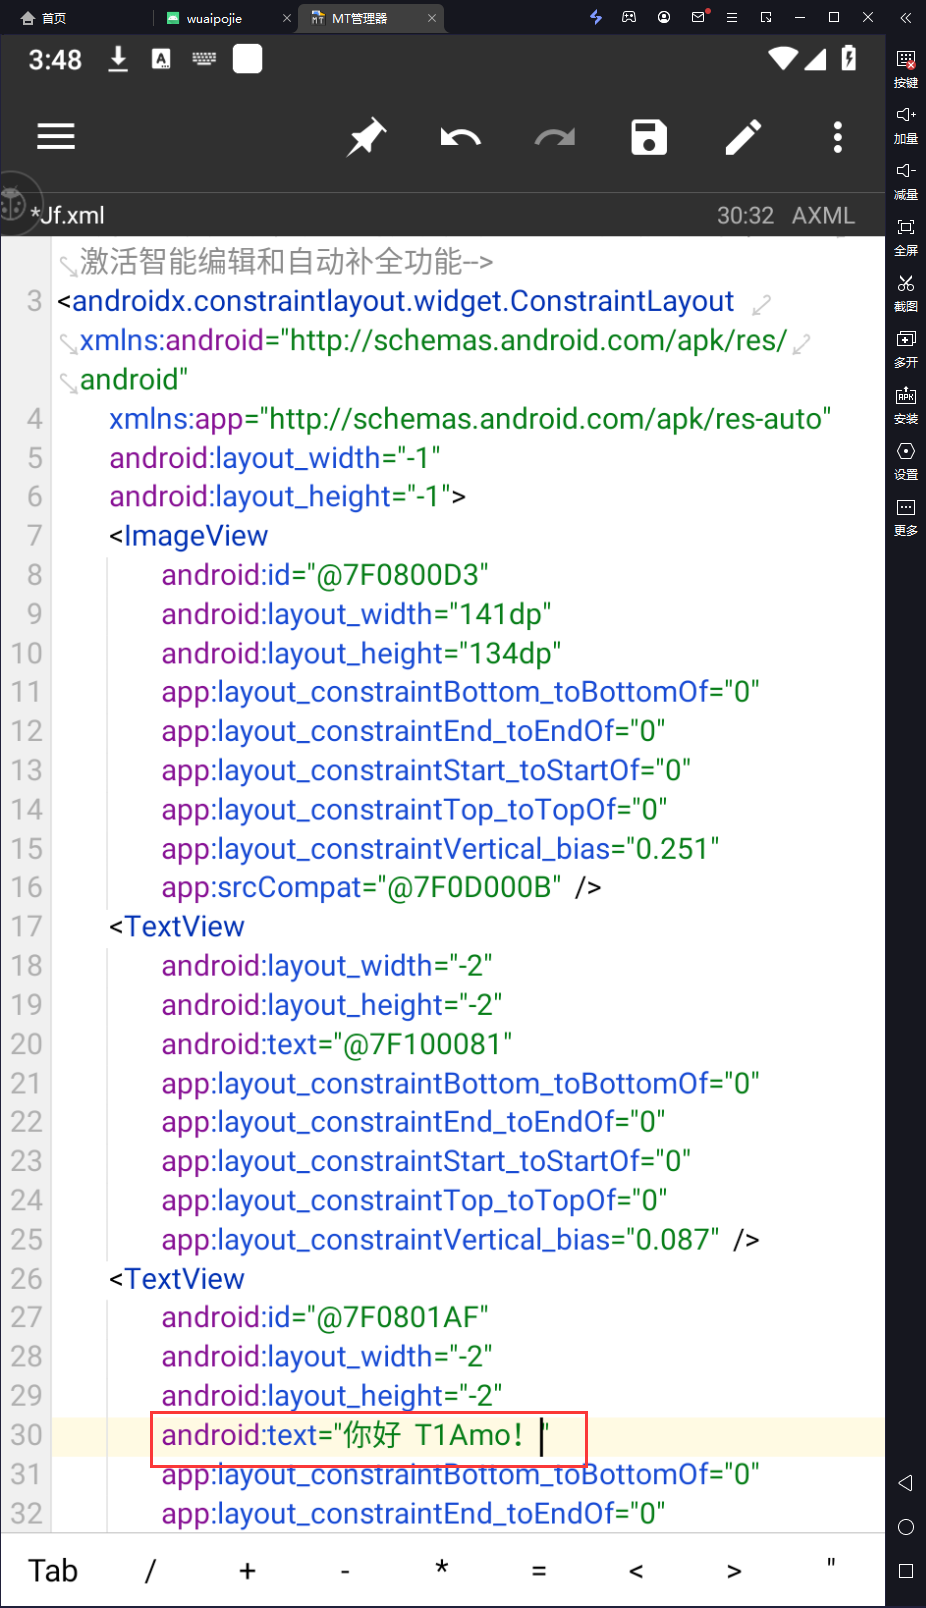 首页
wuaipojie
MT管理器
3:48
A
*Jf.xml
30:32 AXML
激活智能编辑和自动补全功能-->
3 <androidx.constraintlayout.widget.ConstraintLayout
xmlns:android="http://schemas.android.com/apk/res/
android"
4 xmlns:app="http://schemas.android.com/apk/res-auto"
5 android:layout_width="-1"
6 android:layout_height="-1">
7 <ImageView
8 android:id="@7F0800D3"
9 android:layout_width="141dp"
10 android:layout_height="134dp"
11 app:layout_constraintBottom_toBottomOf="0"
12 app:layout_constraintEnd_toEndOf="0"
13 app:layout_constraintStart_toStartOf="0"
14 app:layout_constraintTop_toTopOf="0"
15 app:layout_constraintVertical_bias="0.251"
16 app:srcCompat="@7F0D000B" />
17 <TextView
18 android:layout_width="-2"
19 android:layout_height="-2"
20 android:text="@7F100081"
21 app:layout_constraintBottom_toBottomOf="0"
22 app:layout_constraintEnd_toEndOf="0"
23 app:layout_constraintStart_toStartOf="0"
24 app:layout_constraintTop_toTopOf="0"
25 app:layout_constraintVertical_bias="0.087" />
26 <TextView
27 android:id="@7F0801AF"
28 android:layout_width="-2"
29 android:layout_height="-2"
30 android:text="你好 T1Amo！"
31 app:layout_constraintBottom_toBottomOf="0"
32 app:layout_constraintEnd_toEndOf="0"
Tab / + - * = < > "
按键
加量
减量
全屏
截图
多开
APK
安装
设置
更多